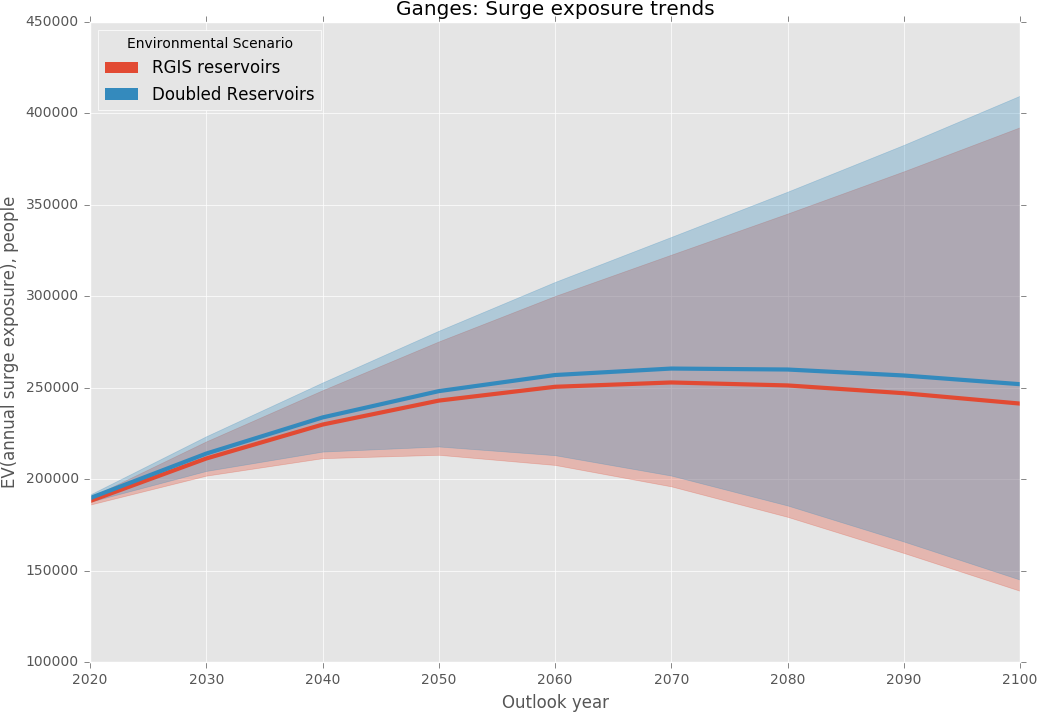 Ganges: Surge exposure trends
Environmental Scenario
RGIS reservoirs
Doubled Reservoirs
EV(annual surge exposure), people
450000
400000
350000
300000
250000
200000
150000
100000
2020 2030 2040 2050 2060 2070 2080 2090 2100
Outlook year